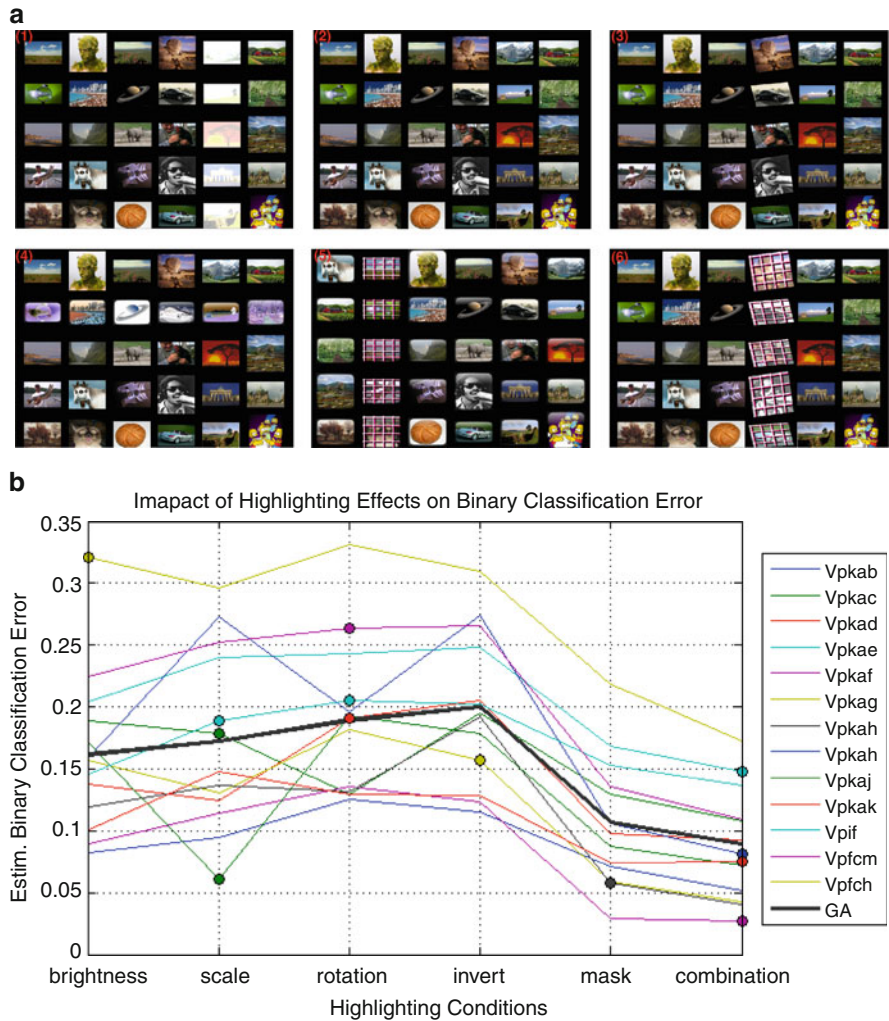 a
(1)
(2)
(3)
(4)
(5)
(6)
b
Imapact of Highlighting Effects on Binary Classification Error
Estim. Binary Classification Error
0.35
0.3
0.25
0.2
0.15
0.1
0.05
0
brightness
scale
rotation
invert
mask
combination
Highlighting Conditions
Vpkab
Vpkac
Vpkad
Vpkae
Vpkaf
Vpkag
Vpkah
Vpkah
Vpkaj
Vpkak
Vpif
Vpfcm
Vpfch
GA